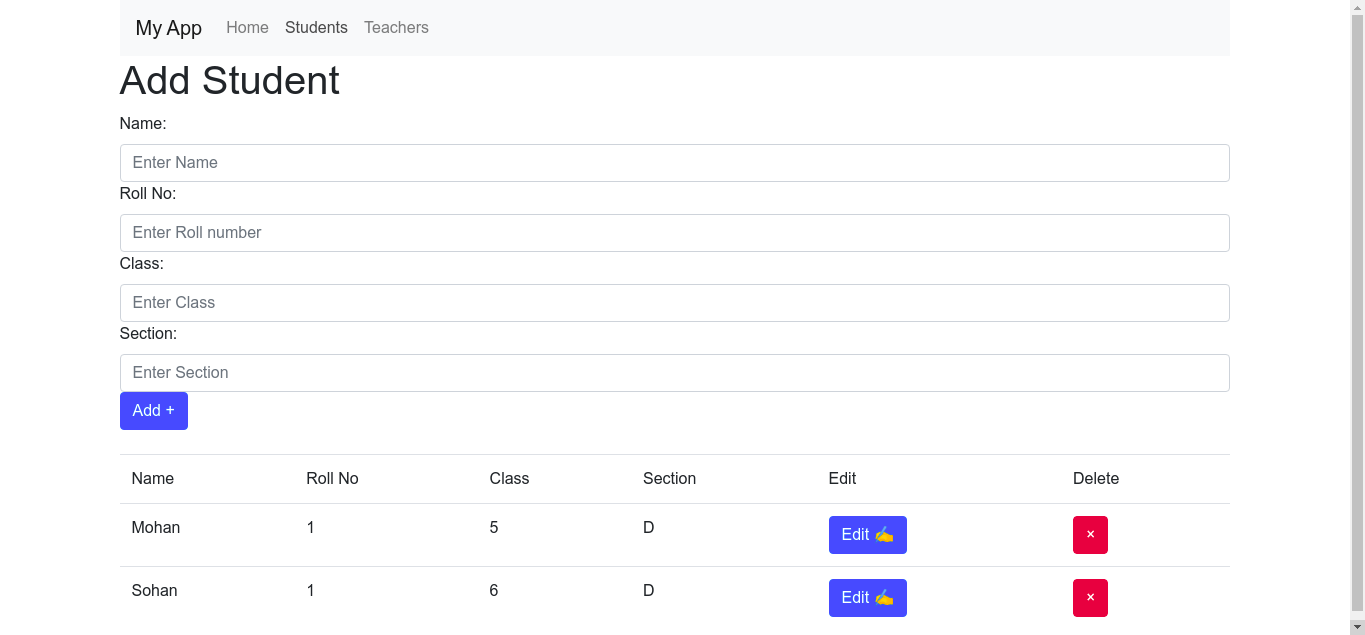 My App Home Students Teachers
Add Student
Name:
Enter Name
Roll No:
Enter Roll number
Class:
Enter Class
Section:
Enter Section
Add +
Name Roll No Class Section Edit Delete
Mohan 1 5 D Edit ✍ ×
Sohan 1 6 D Edit ✍ ×